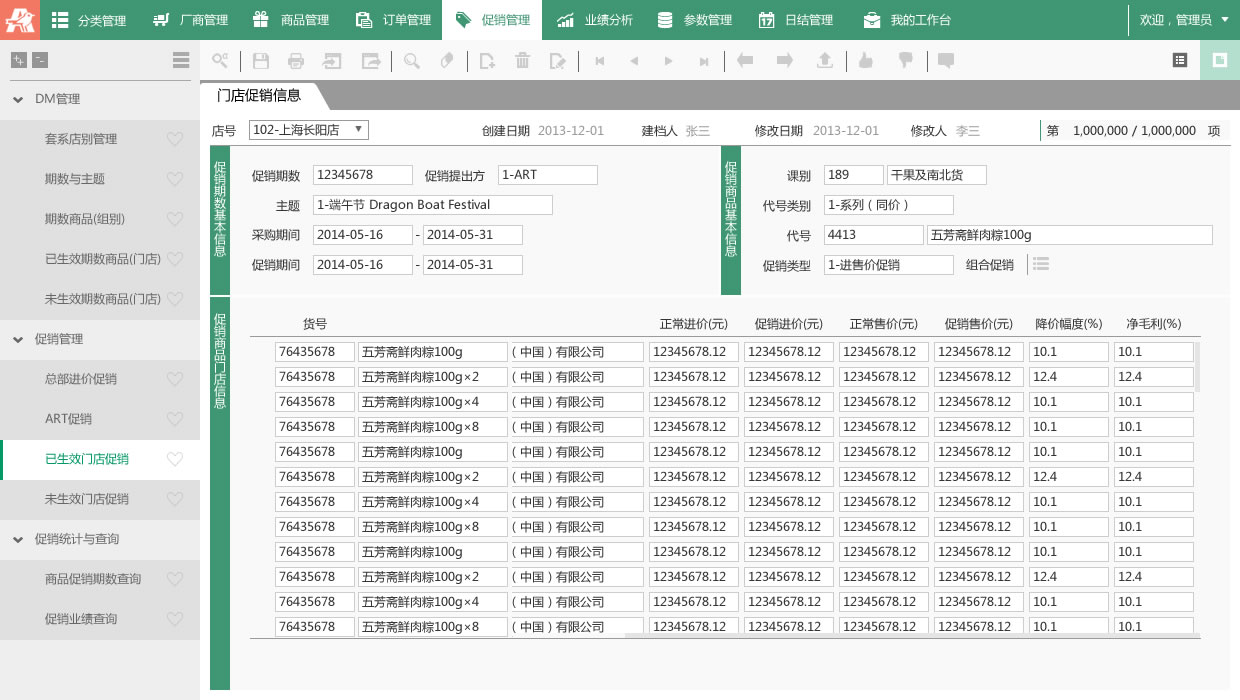 分类管理 厂商管理 商品管理 订单管理 促销管理 业绩分析 参数管理 日结管理 我的工作台 欢迎，管理员
DM管理
套系店别管理
期数与主题
期数商品(组别)
已生效期数商品(门店)
未生效期数商品(门店)
促销管理
总部进价促销
ART促销
已生效门店促销
未生效门店促销
促销统计与查询
商品促销期数查询
促销业绩查询
门店促销信息
店号 102-上海长阳店 创建日期 2013-12-01 建档人 张三 修改日期 2013-12-01 修改人 李三 第 1,000,000 / 1,000,000 项
促销期数基本信息
促销期数 12345678 促销提出方 1-ART
主题 1-端午节 Dragon Boat Festival
采购期间 2014-05-16 - 2014-05-31
促销期间 2014-05-16 - 2014-05-31
促销商品基本信息
课别 189 干果及南北货
代号类别 1-系列（同价）
代号 4413 五芳斋鲜肉粽100g
促销类型 1-进售价促销 组合促销
促销商品门店信息
货号 正常进价(元) 促销进价(元) 正常售价(元) 促销售价(元) 降价幅度(%) 净毛利(%)
76435678 五芳斋鲜肉粽100g （中国）有限公司 12345678.12 12345678.12 12345678.12 12345678.12 10.1 10.1
76435678 五芳斋鲜肉粽100g×2 （中国）有限公司 12345678.12 12345678.12 12345678.12 12345678.12 12.4 12.4
76435678 五芳斋鲜肉粽100g×4 （中国）有限公司 12345678.12 12345678.12 12345678.12 12345678.12 10.1 10.1
76435678 五芳斋鲜肉粽100g×8 （中国）有限公司 12345678.12 12345678.12 12345678.12 12345678.12 10.1 10.1
76435678 五芳斋鲜肉粽100g （中国）有限公司 12345678.12 12345678.12 12345678.12 12345678.12 10.1 10.1
76435678 五芳斋鲜肉粽100g×2 （中国）有限公司 12345678.12 12345678.12 12345678.12 12345678.12 12.4 12.4
76435678 五芳斋鲜肉粽100g×4 （中国）有限公司 12345678.12 12345678.12 12345678.12 12345678.12 10.1 10.1
76435678 五芳斋鲜肉粽100g×8 （中国）有限公司 12345678.12 12345678.12 12345678.12 12345678.12 10.1 10.1
76435678 五芳斋鲜肉粽100g （中国）有限公司 12345678.12 12345678.12 12345678.12 12345678.12 10.1 10.1
76435678 五芳斋鲜肉粽100g×2 （中国）有限公司 12345678.12 12345678.12 12345678.12 12345678.12 12.4 12.4
76435678 五芳斋鲜肉粽100g×4 （中国）有限公司 12345678.12 12345678.12 12345678.12 12345678.12 10.1 10.1
76435678 五芳斋鲜肉粽100g×8 （中国）有限公司 12345678.12 12345678.12 12345678.12 12345678.12 10.1 10.1